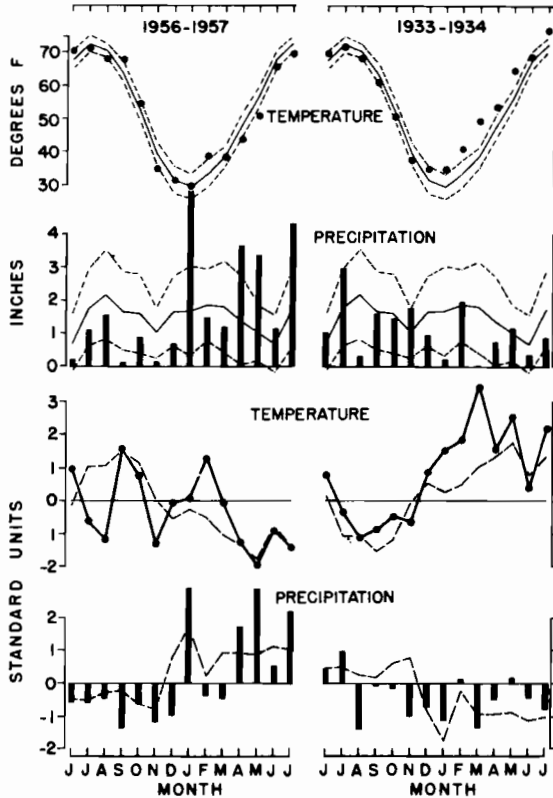 1956-1957
1933-1934
DEGREES F
70
60
50
40
30
TEMPERATURE
INCHES
4
3
2
1
0
PRECIPITATION
STANDARD UNITS
3
2
1
0
-1
-2
TEMPERATURE
2
1
0
-1
-2
PRECIPITATION
J J A S O N D J F M A M J J
MONTH
J J A S O N D J F M A M J J
MONTH